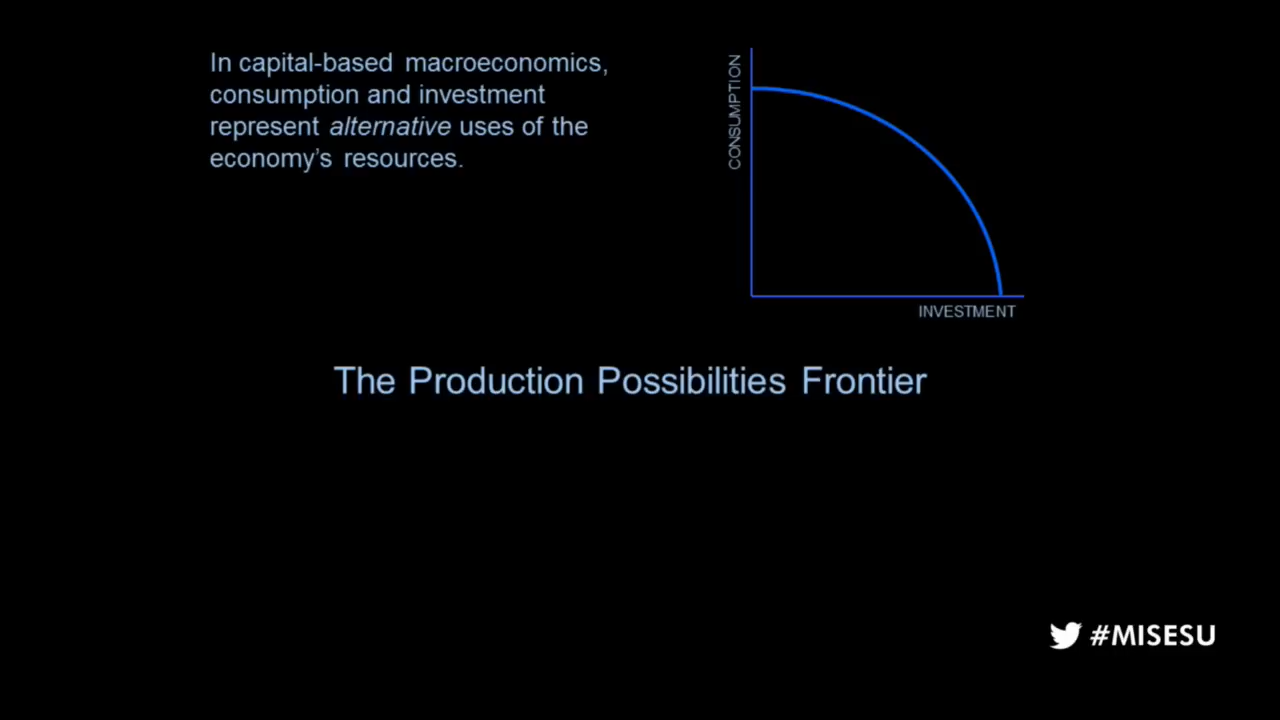 In capital-based macroeconomics,
consumption and investment
represent alternative uses of the
economy’s resources.
CONSUMPTION
INVESTMENT
The Production Possibilities Frontier
#MISESU